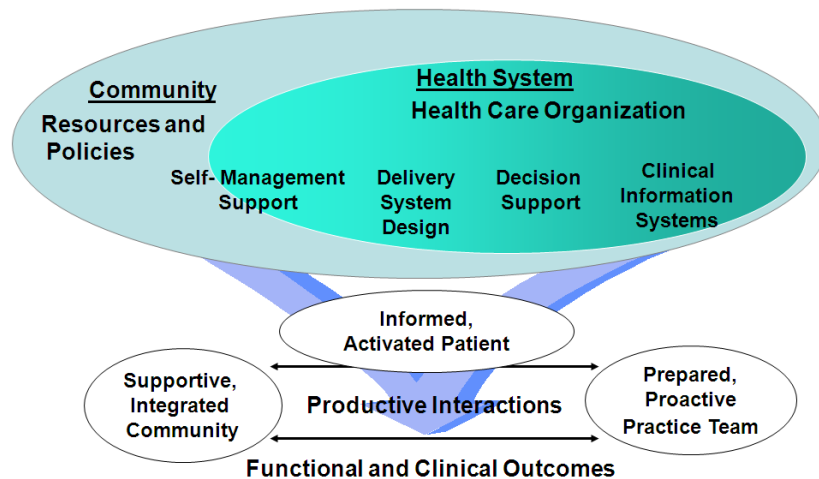 Community
Resources and
Policies
Health System
Health Care Organization
Self- Management
Support
Delivery
System
Design
Decision
Support
Clinical
Information
Systems
Informed,
Activated Patient
Supportive,
Integrated
Community
Productive Interactions
Prepared,
Proactive
Practice Team
Functional and Clinical Outcomes